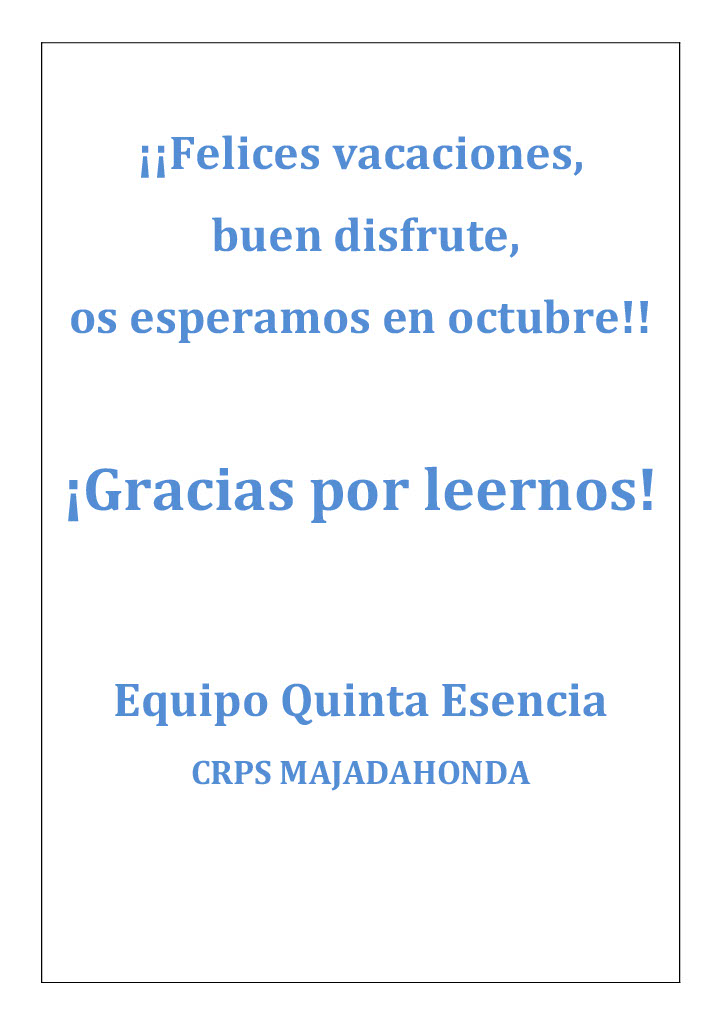 ¡¡Felices vacaciones,
buen disfrute,
os esperamos en octubre!!
¡Gracias por leernos!
Equipo Quinta Esencia
CRPS MAJADAHONDA